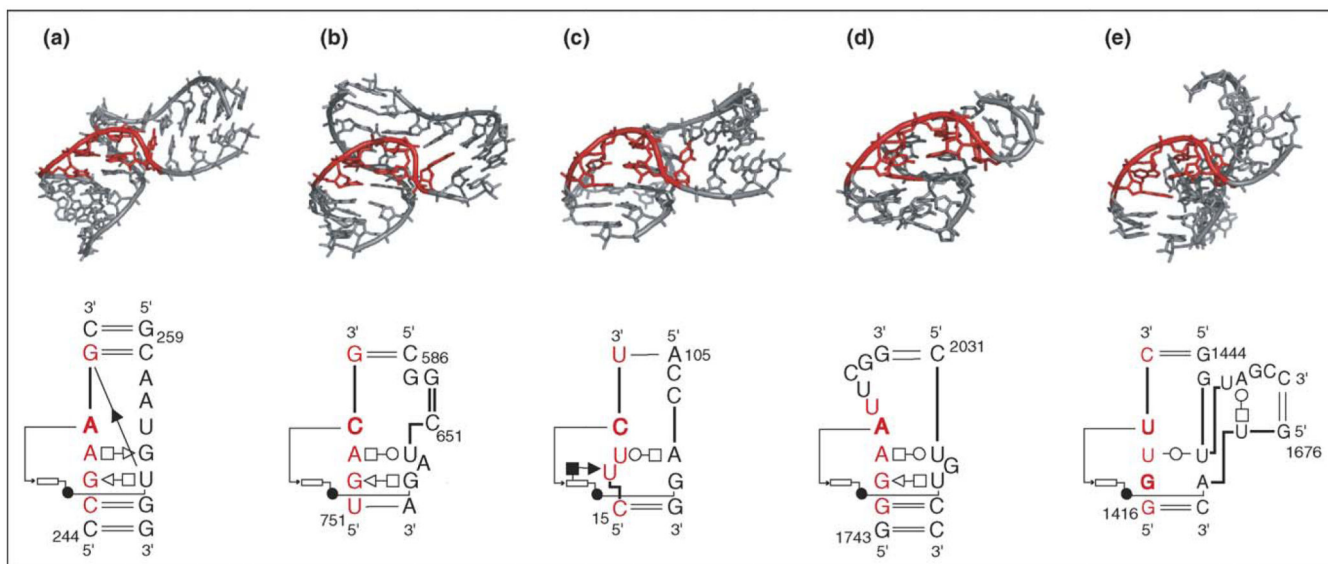 (a) (b) (c) (d) (e)
3' 5'
C G 259
G C
A
A
A U
A G
G U
C G
244 C G
5' 3'
3' 5'
G C 586
G G
C C 651
A U A
G G
751 U A
5' 3'
3' 5'
U A 105
C
C C
U A
U G
15 C G
5' 3'
3' 5'
G G C 2031
C
U
U
A
A U G
G U
G C
1743 G C
5' 3'
3' 5'
C G 1444
G U A G C C 3'
U U G 5'
U U 1676
G A
1416 G C
5' 3'